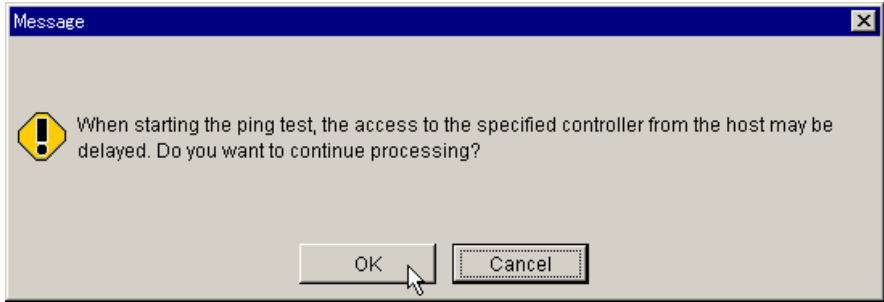 Message
When starting the ping test, the access to the specified controller from the host may be
delayed. Do you want to continue processing?
OK
Cancel